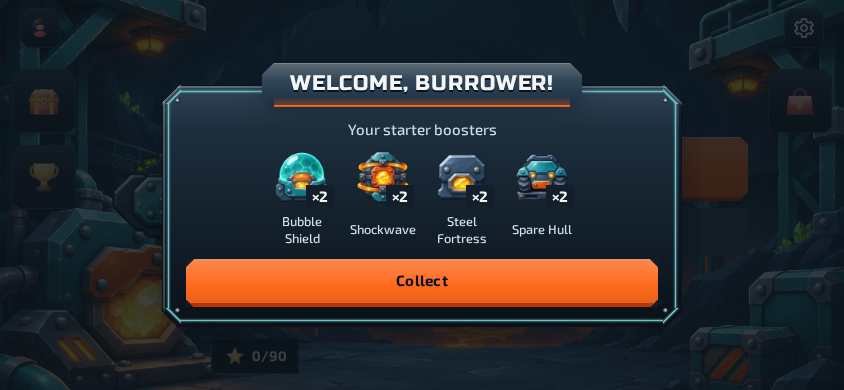 WELCOME, BURROWER!
Your starter boosters
×2 ×2 ×2 ×2
Bubble Shield
Shockwave
Steel Fortress
Spare Hull
Collect
0/90